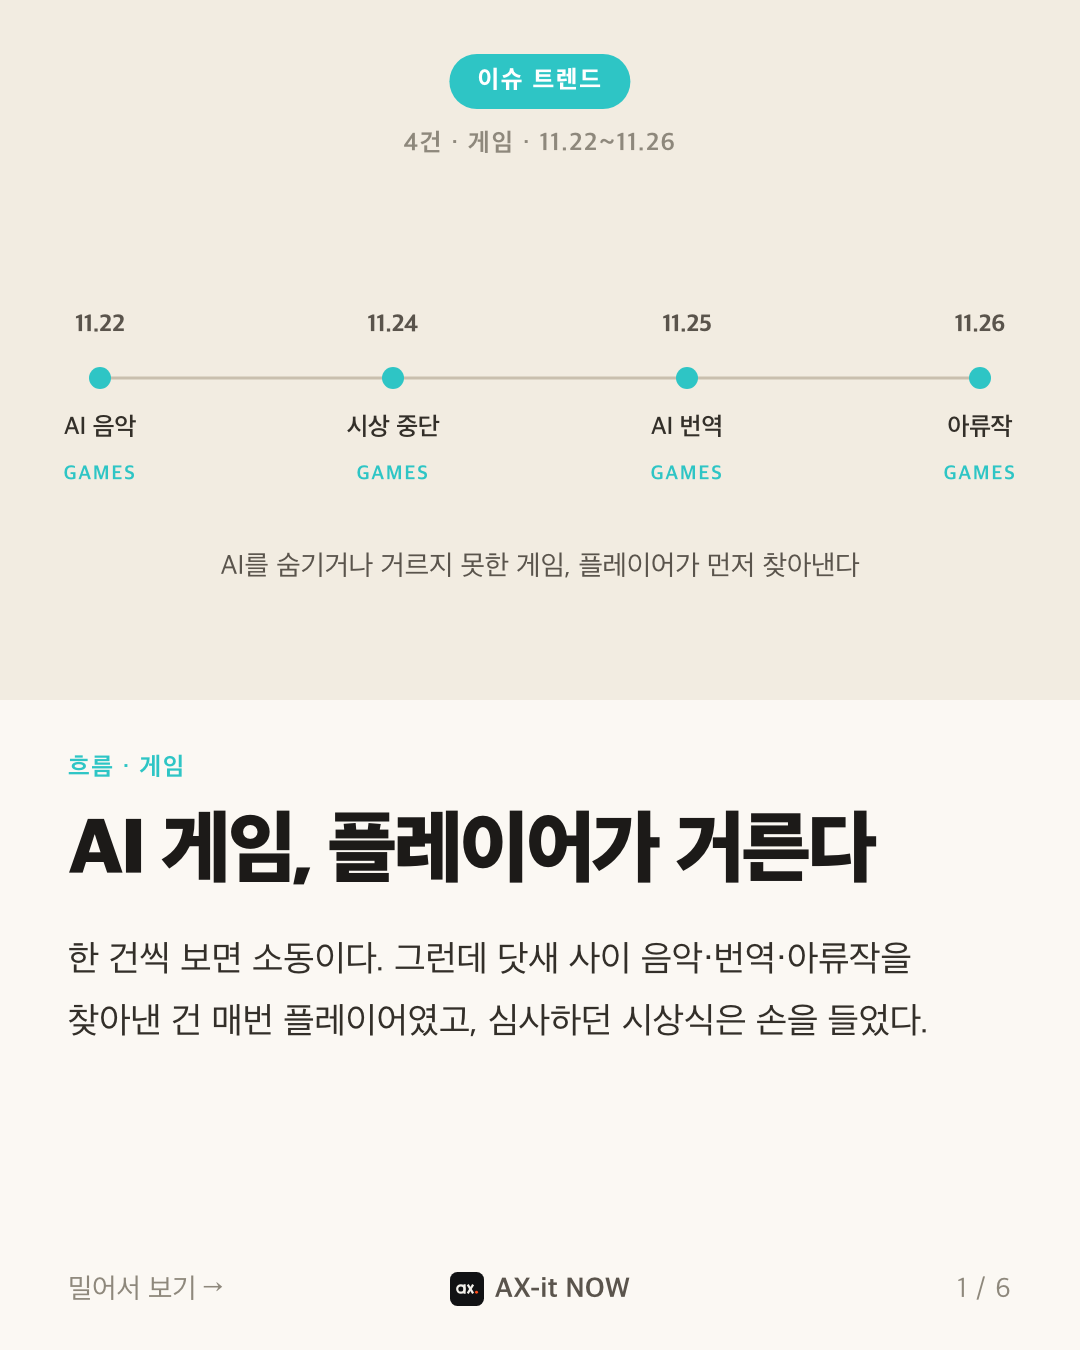 이슈 트렌드
4건 · 게임 · 11.22~11.26
11.22 11.24 11.25 11.26
AI 음악 시상 중단 AI 번역 아류작
GAMES GAMES GAMES GAMES
AI를 숨기거나 거르지 못한 게임, 플레이어가 먼저 찾아낸다
흐름 · 게임
AI 게임, 플레이어가 거른다
한 건씩 보면 소동이다. 그런데 닷새 사이 음악·번역·아류작을
찾아낸 건 매번 플레이어였고, 심사하던 시상식은 손을 들었다.
밀어서 보기 → ax. AX-it NOW 1 / 6